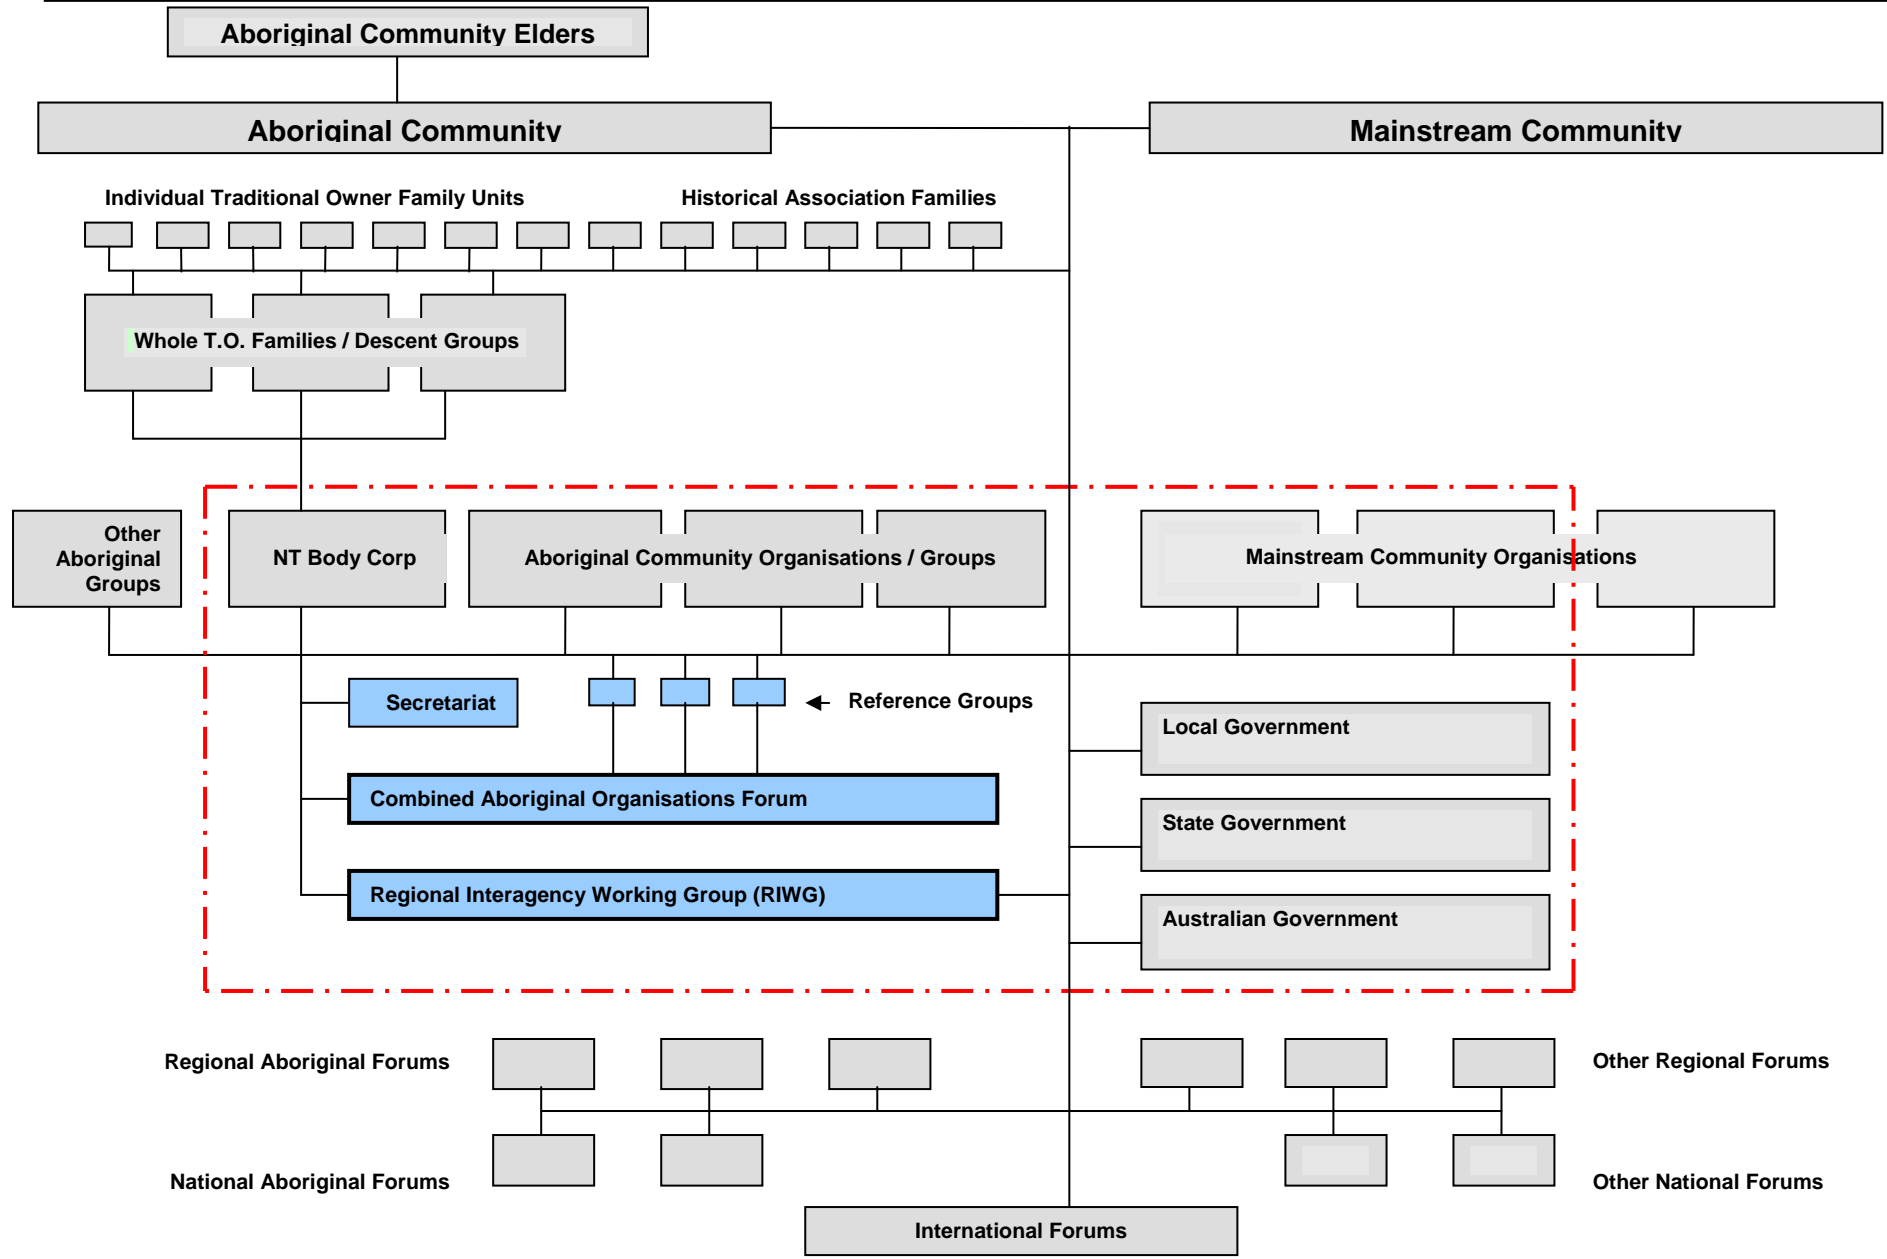 Aboriginal Community Elders
Aboriginal Community
Mainstream Community
Individual Traditional Owner Family Units
Historical Association Families
Whole T.O. Families / Descent Groups
Other
Aboriginal
Groups
NT Body Corp
Aboriginal Community Organisations / Groups
Mainstream Community Organisations
Secretariat
Reference Groups
Local Government
Combined Aboriginal Organisations Forum
State Government
Regional Interagency Working Group (RIWG)
Australian Government
Regional Aboriginal Forums
Other Regional Forums
National Aboriginal Forums
Other National Forums
International Forums